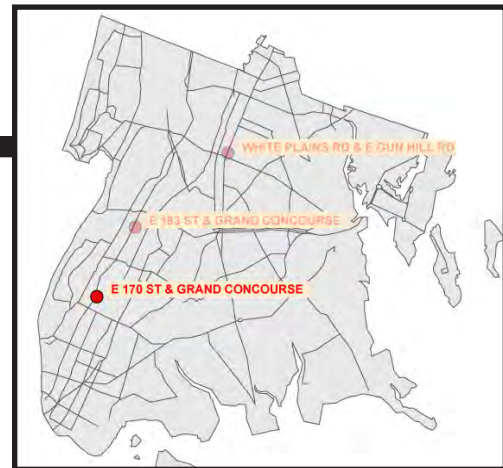 WHITE PLAINS RD & E GUN HILL RD
E 183 ST & GRAND CONCOURSE
E 170 ST & GRAND CONCOURSE